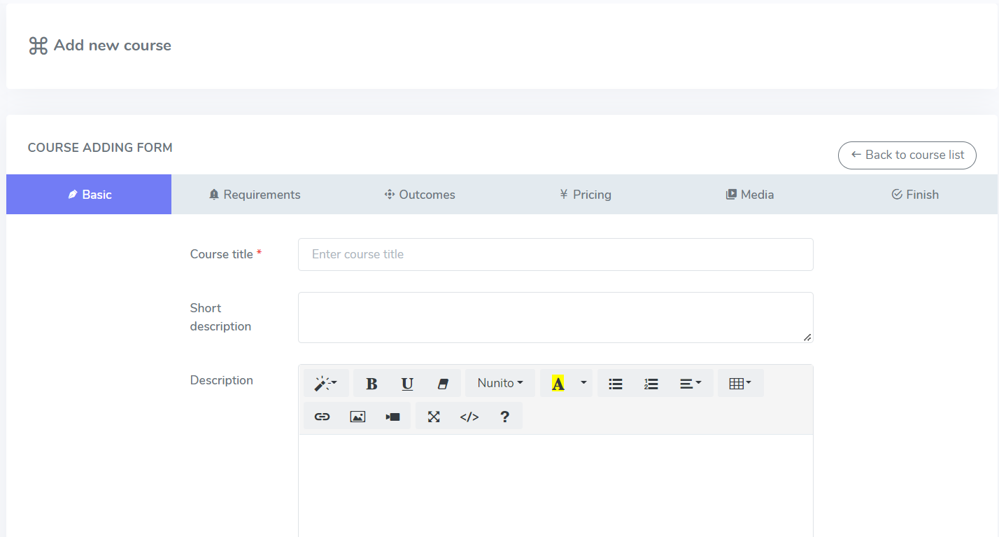 Add new course
COURSE ADDING FORM
← Back to course list
Basic
Requirements
Outcomes
¥ Pricing
Media
Finish
Course title *
Enter course title
Short
description
Description
B U Nunito A
</> ?